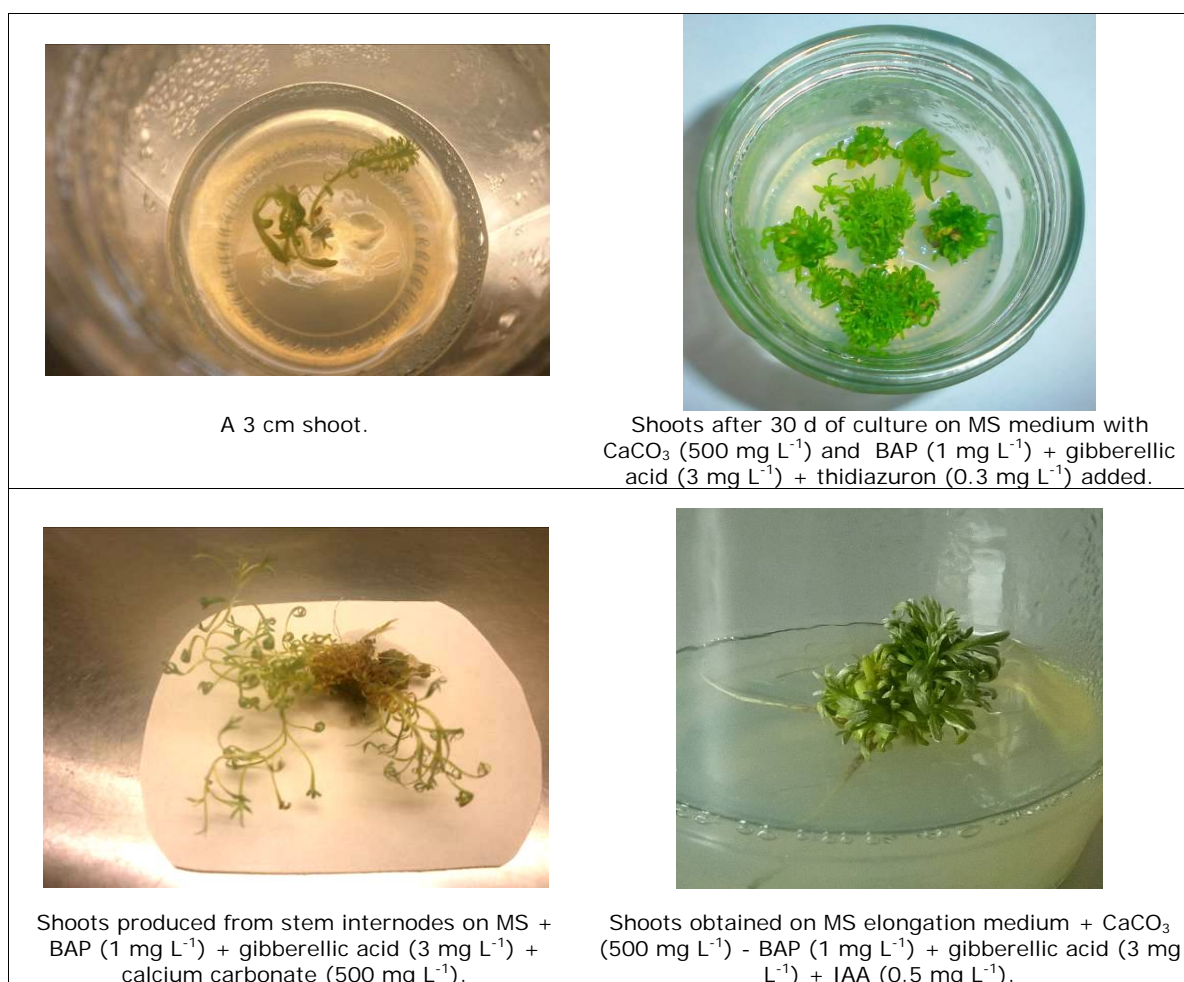 A 3 cm shoot.
Shoots after 30 d of culture on MS medium with
CaCO₃ (500 mg L⁻¹) and BAP (1 mg L⁻¹) + gibberellic
acid (3 mg L⁻¹) + thidiazuron (0.3 mg L⁻¹) added.
Shoots produced from stem internodes on MS +
BAP (1 mg L⁻¹) + gibberellic acid (3 mg L⁻¹) +
calcium carbonate (500 mg L⁻¹).
Shoots obtained on MS elongation medium + CaCO₃
(500 mg L⁻¹) - BAP (1 mg L⁻¹) + gibberellic acid (3 mg
L⁻¹) + IAA (0.5 mg L⁻¹).